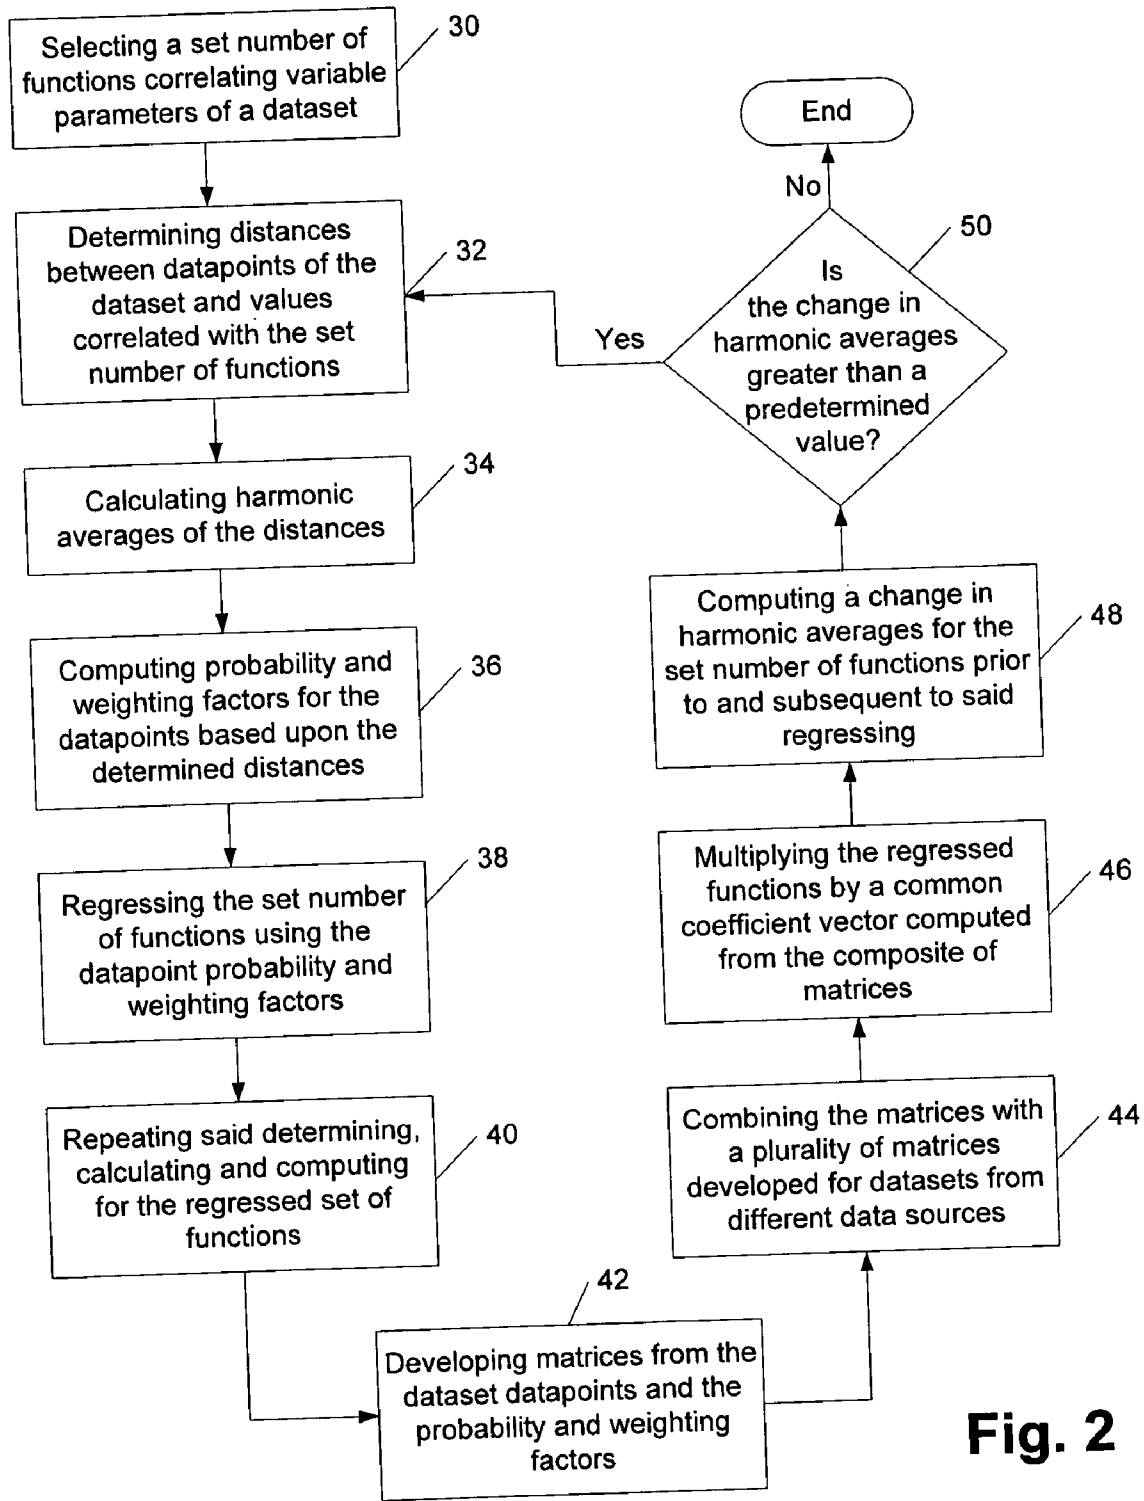 Selecting a set number of
functions correlating variable
parameters of a dataset
30
Determining distances
between datapoints of the
dataset and values
correlated with the set
number of functions
32
Calculating harmonic
averages of the distances
34
Computing probability and
weighting factors for the
datapoints based upon the
determined distances
36
Regressing the set number
of functions using the
datapoint probability and
weighting factors
38
Repeating said determining,
calculating and computing
for the regressed set of
functions
40
Developing matrices from the
dataset datapoints and the
probability and weighting
factors
42
Combining the matrices with
a plurality of matrices
developed for datasets from
different data sources
44
Multiplying the regressed
functions by a common
coefficient vector computed
from the composite of
matrices
46
Computing a change in
harmonic averages for the
set number of functions prior
to and subsequent to said
regressing
48
Is
the change in
harmonic averages
greater than a
predetermined
value?
50
Yes
No
End
Fig. 2